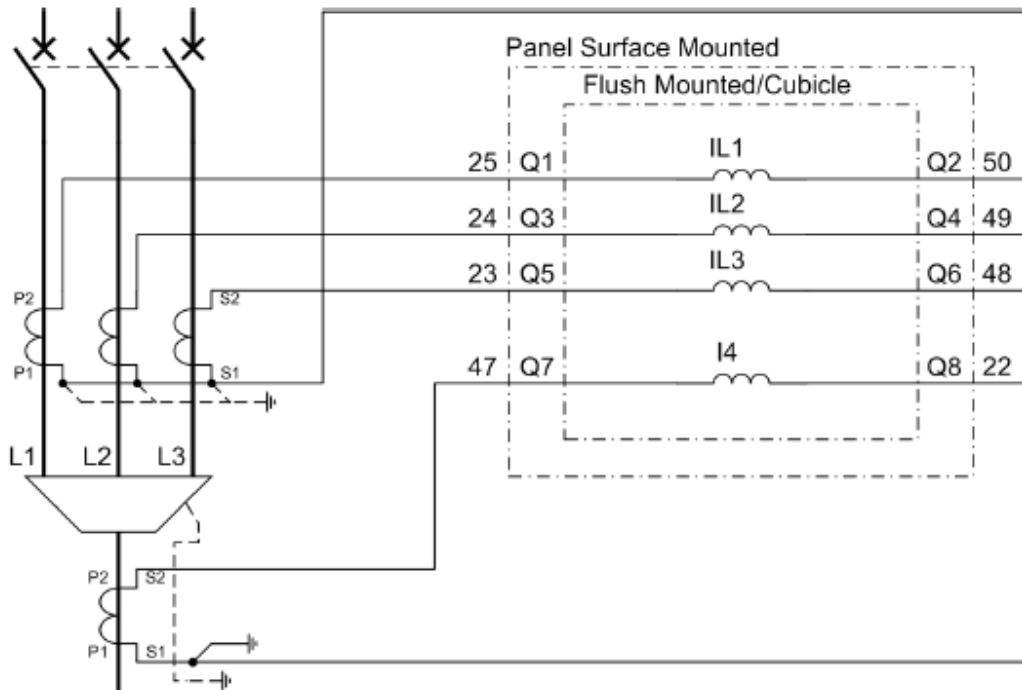 Panel Surface Mounted
Flush Mounted/Cubicle
25 Q1 IL1 Q2 50
24 Q3 IL2 Q4 49
23 Q5 IL3 Q6 48
P2 S2
P1 S1
47 Q7 I4 Q8 22
L1 L2 L3
P2 S2
P1 S1